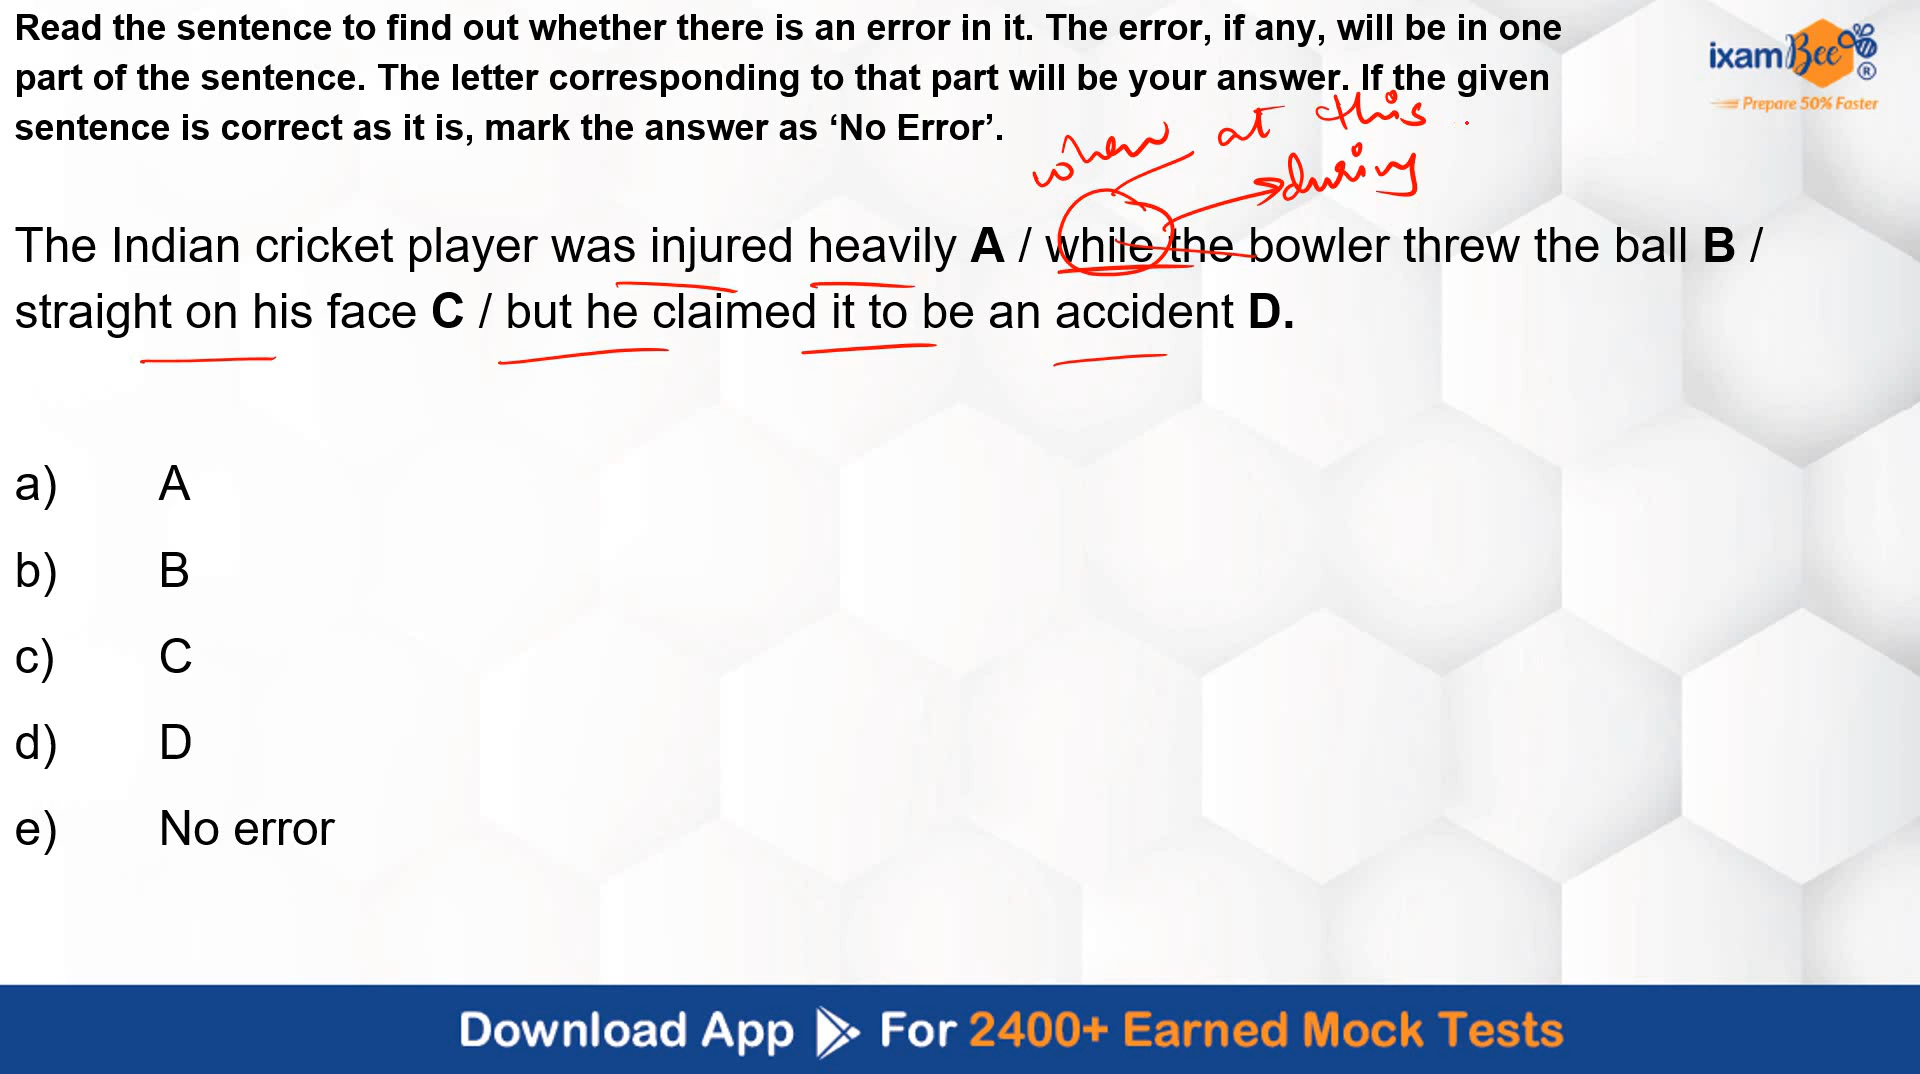 Read the sentence to find out whether there is an error in it. The error, if any, will be in one
part of the sentence. The letter corresponding to that part will be your answer. If the given
sentence is correct as it is, mark the answer as ‘No Error’.
ixamBee®
Prepare 50% Faster
when at this
during
The Indian cricket player was injured heavily A / while the bowler threw the ball B /
straight on his face C / but he claimed it to be an accident D.
a) A
b) B
c) C
d) D
e) No error
Download App For 2400+ Earned Mock Tests